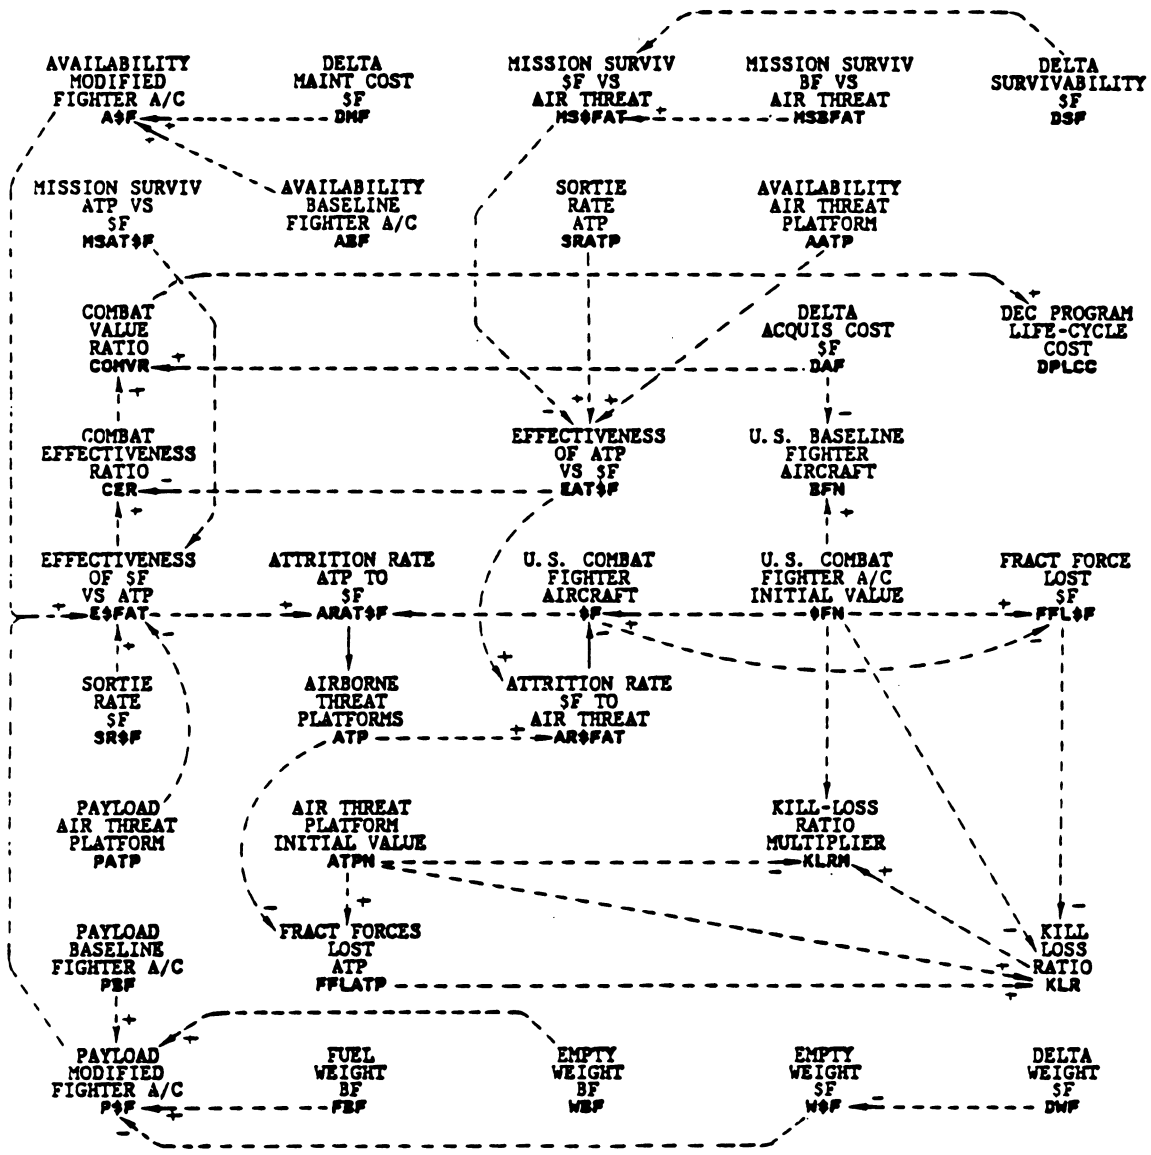 AVAILABILITY
MODIFIED
FIGHTER A/C
A$F
DELTA
MAINT COST
$F
DMF
MISSION SURVIV
$F VS
AIR THREAT
MS$FAT
MISSION SURVIV
BF VS
AIR THREAT
MSBFAT
DELTA
SURVIVABILITY
$F
DSF
MISSION SURVIV
ATP VS
$F
MSAT$F
AVAILABILITY
BASELINE
FIGHTER A/C
ABF
SORTIE
RATE
ATP
SRATP
AVAILABILITY
AIR THREAT
PLATFORM
AATP
COMBAT
VALUE
RATIO
COMVR
DELTA
ACQUIS COST
$F
DAF
DEC PROGRAM
LIFE-CYCLE
COST
DPLCC
COMBAT
EFFECTIVENESS
RATIO
CER
EFFECTIVENESS
OF ATP
VS $F
EAT$F
U.S. BASELINE
FIGHTER
AIRCRAFT
BFN
EFFECTIVENESS
OF $F
VS ATP
E$FAT
ATTRITION RATE
ATP TO
$F
ARAT$F
U.S. COMBAT
FIGHTER
AIRCRAFT
$F
U.S. COMBAT
FIGHTER A/C
INITIAL VALUE
$FN
FRACT FORCE
LOST
$F
FFL$F
SORTIE
RATE
$F
SR$F
AIRBORNE
THREAT
PLATFORMS
ATP
ATTRITION RATE
$F TO
AIR THREAT
AR$FAT
PAYLOAD
AIR THREAT
PLATFORM
PATP
AIR THREAT
PLATFORM
INITIAL VALUE
ATPN
KILL-LOSS
RATIO
MULTIPLIER
KLRM
PAYLOAD
BASELINE
FIGHTER A/C
PBF
FRACT FORCES
LOST
ATP
FFLATP
KILL
LOSS
RATIO
KLR
PAYLOAD
MODIFIED
FIGHTER A/C
P$F
FUEL
WEIGHT
BF
FBF
EMPTY
WEIGHT
BF
WBF
EMPTY
WEIGHT
$F
W$F
DELTA
WEIGHT
$F
DWF